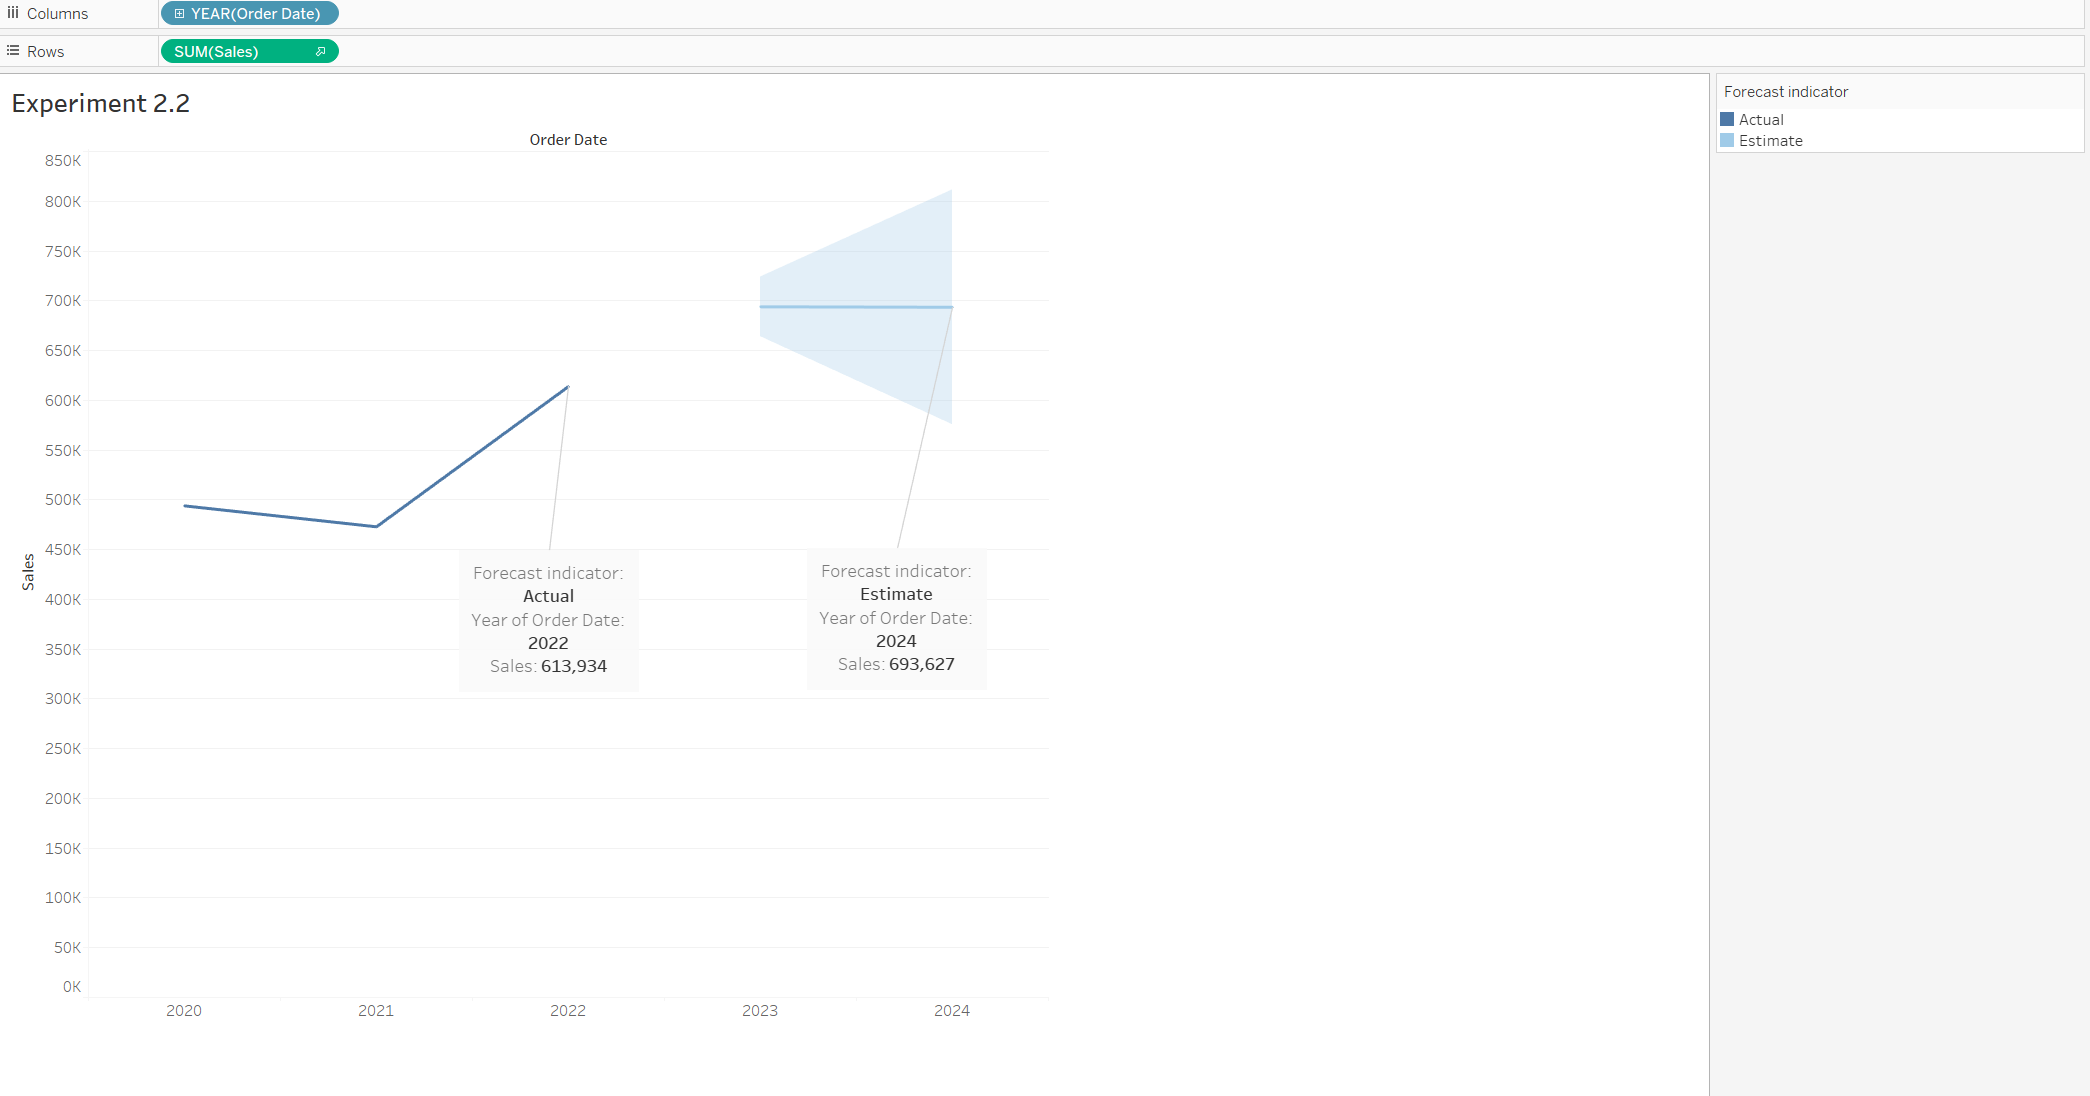 Columns
YEAR(Order Date)
Rows
SUM(Sales)
Experiment 2.2
Forecast indicator
Actual
Estimate
Order Date
850K
800K
750K
700K
650K
600K
550K
500K
450K
400K
350K
300K
250K
200K
150K
100K
50K
0K
Sales
Forecast indicator:
Actual
Year of Order Date:
2022
Sales: 613,934
Forecast indicator:
Estimate
Year of Order Date:
2024
Sales: 693,627
2020
2021
2022
2023
2024